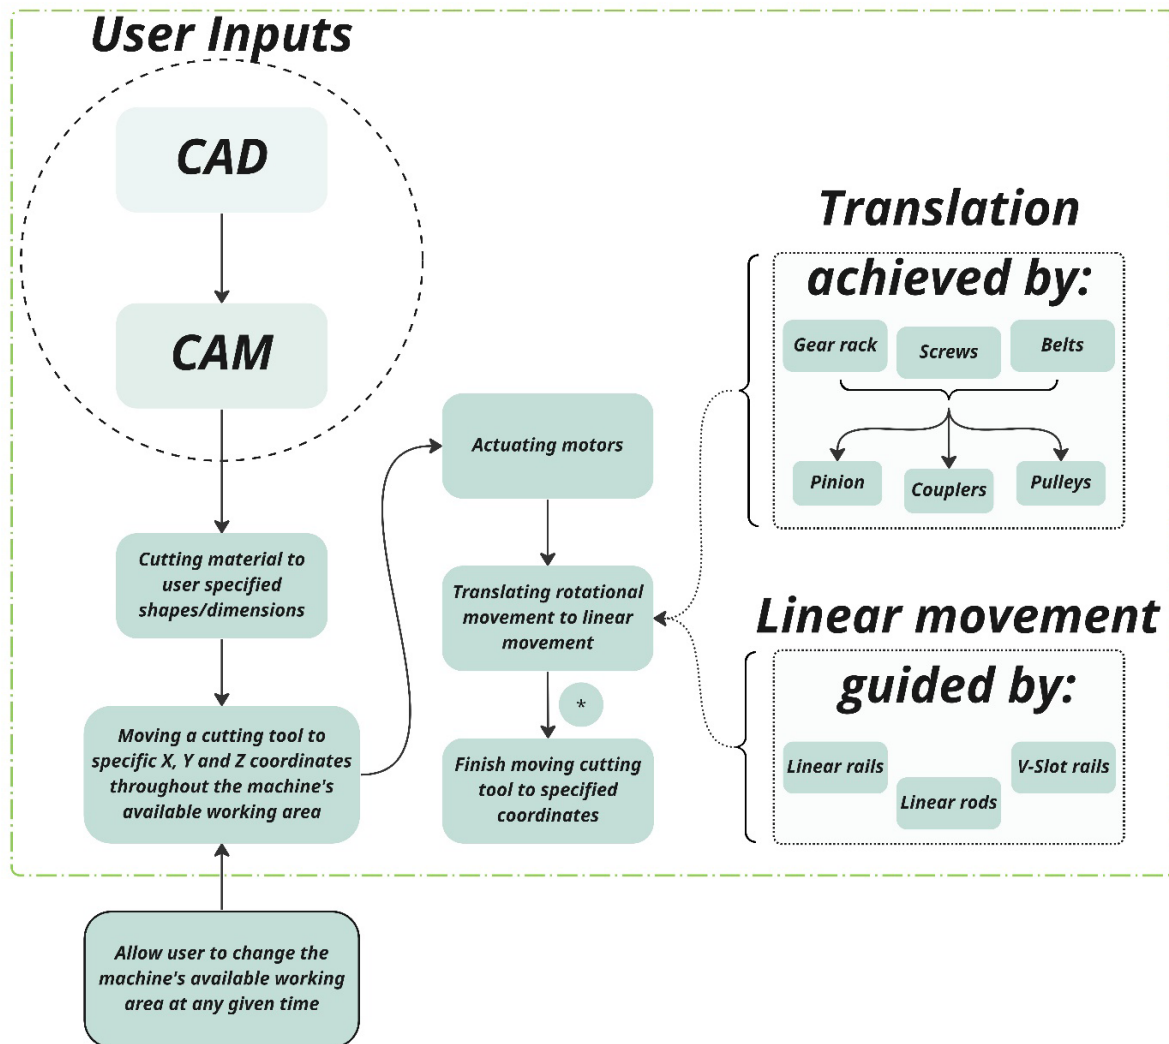 User Inputs
CAD
CAM
Cutting material to
user specified
shapes/dimensions
Moving a cutting tool to
specific X, Y and Z coordinates
throughout the machine's
available working area
Allow user to change the
machine's available working
area at any given time
Actuating motors
Translating rotational
movement to linear
movement
*
Finish moving cutting
tool to specified
coordinates
Translation
achieved by:
Gear rack
Screws
Belts
Pinion
Couplers
Pulleys
Linear movement
guided by:
Linear rails
Linear rods
V-Slot rails